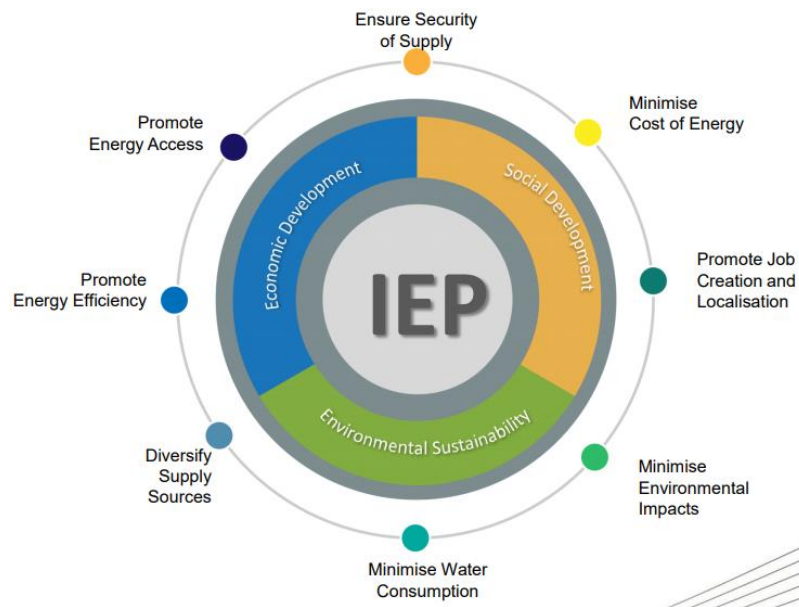 Ensure Security
of Supply
Minimise
Cost of Energy
Promote Job
Creation and
Localisation
Minimise
Environmental
Impacts
Minimise Water
Consumption
Diversify
Supply
Sources
Promote
Energy Efficiency
Promote
Energy Access
Economic Development
Social Development
Environmental Sustainability
IEP